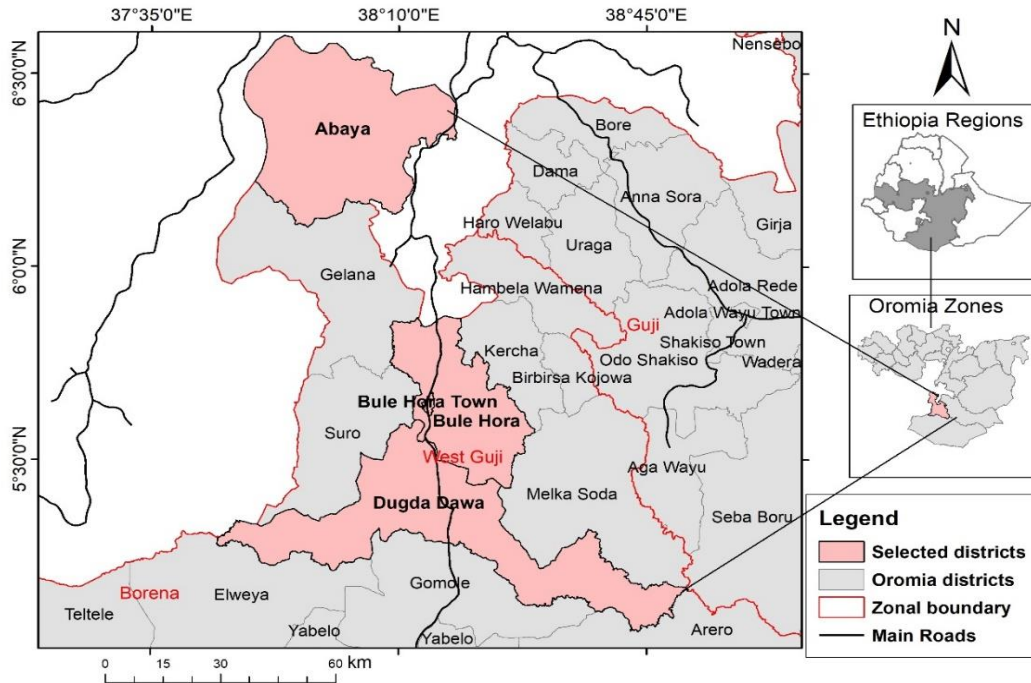 37°35'0"E
38°10'0"E
38°45'0"E
6°30'0"N
6°0'0"N
5°30'0"N
Nensebo
Abaya
Bore
Dama
Anna Sora
Haro Welabu
Girja
Uraga
Gelana
Hambela Wamena
Adola Rede
Guji
Adola Wayu Town
Kercha
Shakiso Town
Odo Shakiso
Wadera
Birbirsa Kojowa
Bule Hora Town
Bule Hora
Suro
West Guji
Aga Wayu
Dugda Dawa
Melka Soda
Seba Boru
Borena
Elweya
Gomole
Teltele
Yabelo
Yabelo
Arero
0 15 30 60 km
N
Ethiopia Regions
Oromia Zones
Legend
Selected districts
Oromia districts
Zonal boundary
Main Roads